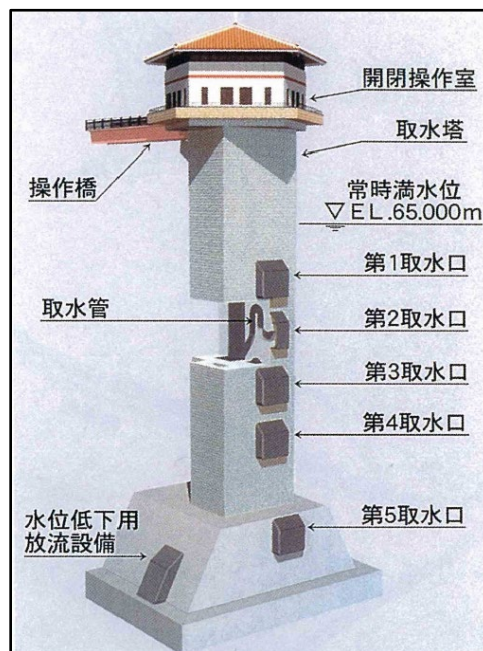 開閉操作室
取水塔
操作橋
常時満水位
▽EL.65.000m
第1取水口
取水管
第2取水口
第3取水口
第4取水口
水位低下用
放流設備
第5取水口